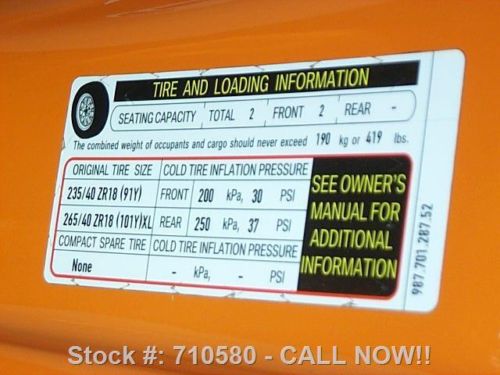 TIRE AND LOADING INFORMATION
SEATING CAPACITY TOTAL 2 FRONT 2 REAR -
The combined weight of occupants and cargo should never exceed 190 kg or 419 lbs.
ORIGINAL TIRE SIZE COLD TIRE INFLATION PRESSURE
235/40 ZR18 (91Y) FRONT 200 kPa, 30 PSI
265/40 ZR18 (101Y)XL REAR 250 kPa, 37 PSI
COMPACT SPARE TIRE COLD TIRE INFLATION PRESSURE
None - kPa, - PSI
SEE OWNER'S
MANUAL FOR
ADDITIONAL
INFORMATION
987.701.287.52
Stock #: 710580 - CALL NOW!!